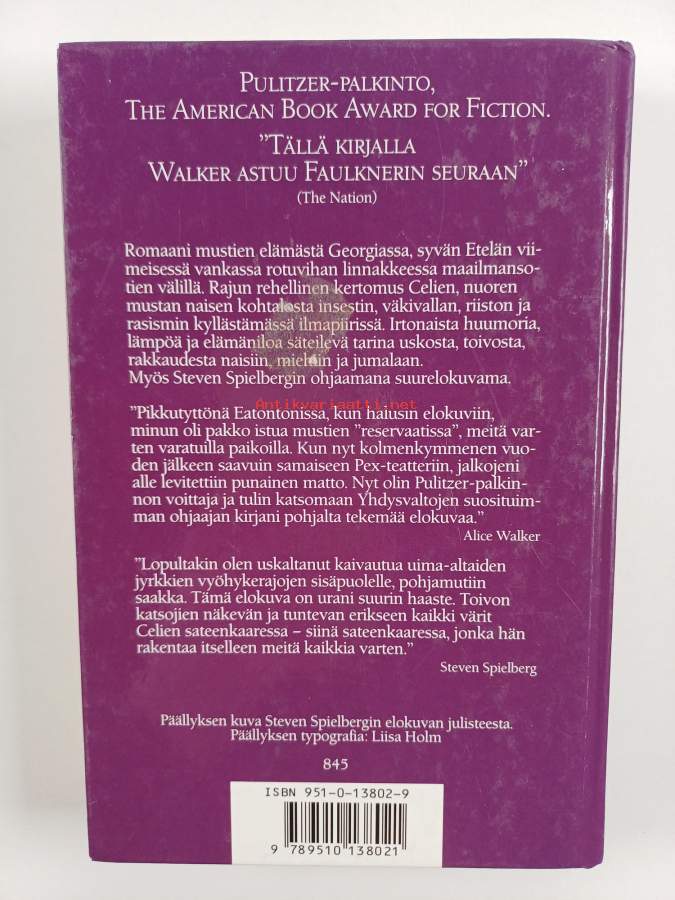 PULITZER-PALKINTO,
THE AMERICAN BOOK AWARD FOR FICTION.
"TÄLLÄ KIRJALLA
WALKER ASTUU FAULKNERIN SEURAAN"
(The Nation)
Romaani mustien elämästä Georgiassa, syvän Etelän vii-
meisessä vankassa rotuvihan linnakkeessa maailmanso-
tien välillä. Rajun rehellinen kertomus Celien, nuoren
mustan naisen kohtalosta insestin, väkivallan, riiston ja
rasismin kyllästämässä ilmapiirissä. Irtonaista huumoria,
lämpöä ja elämäniloa säteilevä tarina uskosta, toivosta,
rakkaudesta naisiin, miehiin ja jumalaan.
Myös Steven Spielbergin ohjaamana suurelokuvama.
Antikvariaatti.net
"Pikkutyttönä Eatontonissa, kun halusin elokuviin,
minun oli pakko istua mustien "reservaatissa", meitä var-
ten varatuilla paikoilla. Kun nyt kolmenkymmenen vuo-
den jälkeen saavuin samaiseen Pex-teatteriin, jalkojeni
alle levitettiin punainen matto. Nyt olin Pulitzer-palkin-
non voittaja ja tulin katsomaan Yhdysvaltojen suosituim-
man ohjaajan kirjani pohjalta tekemää elokuvaa."
Alice Walker
"Lopultakin olen uskaltanut kaivautua uima-altaiden
jyrkkien vyöhykerajojen sisäpuolelle, pohjamutiin
saakka. Tämä elokuva on urani suurin haaste. Toivon
katsojien näkevän ja tuntevan erikseen kaikki värit
Celien sateenkaaressa – siinä sateenkaaressa, jonka hän
rakentaa itselleen meitä kaikkia varten."
Steven Spielberg
Päällyksen kuva Steven Spielbergin elokuvan julisteesta.
Päällyksen typografia: Liisa Holm
845
ISBN 951-0-13802-9
9 789510 138021